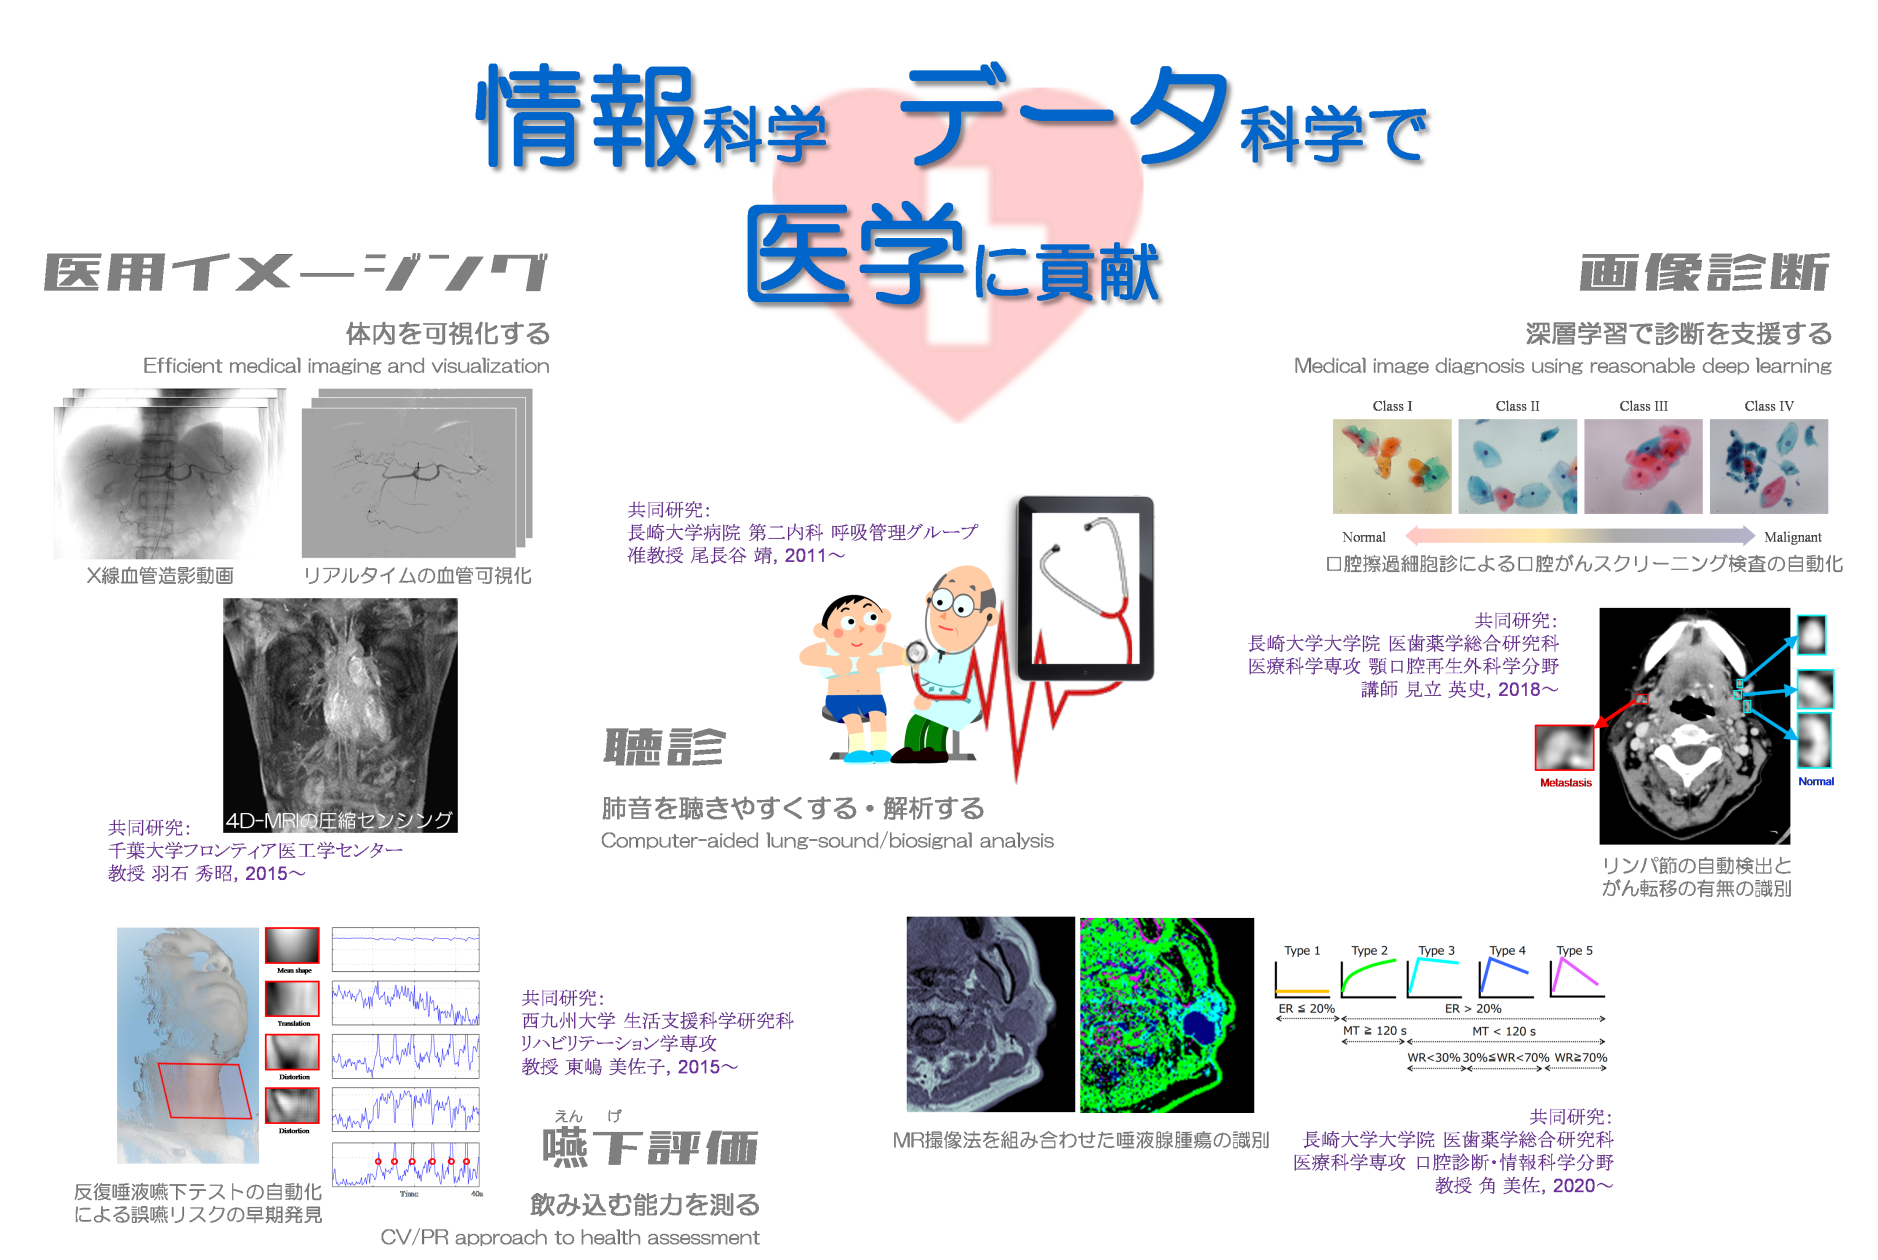 情報科学 データ科学で
医学に貢献
医用イメージング
体内を可視化する
Efficient medical imaging and visualization
X線血管造影動画
リアルタイムの血管可視化
4D-MRIの圧縮センシング
共同研究:
千葉大学フロンティア医工学センター
教授 羽石 秀昭, 2015〜
共同研究:
長崎大学病院 第二内科 呼吸管理グループ
准教授 尾長谷 靖, 2011〜
聴診
肺音を聴きやすくする・解析する
Computer-aided lung-sound/biosignal analysis
画像診断
深層学習で診断を支援する
Medical image diagnosis using reasonable deep learning
Class I
Class II
Class III
Class IV
Normal
Malignant
口腔擦過細胞診による口腔がんスクリーニング検査の自動化
共同研究:
長崎大学大学院 医歯薬学総合研究科
医療科学専攻 顎口腔再生外科学分野
講師 見立 英史, 2018〜
Metastasis
Normal
リンパ節の自動検出と
がん転移の有無の識別
Mean shape
Translation
Distortion
Distortion
Time
40s
反復唾液嚥下テストの自動化
による誤嚥リスクの早期発見
共同研究:
西九州大学 生活支援科学研究科
リハビリテーション学専攻
教授 東嶋 美佐子, 2015〜
えん げ
嚥下評価
飲み込む能力を測る
CV/PR approach to health assessment
MR撮像法を組み合わせた唾液腺腫瘍の識別
Type 1
Type 2
Type 3
Type 4
Type 5
ER ≦ 20%
ER > 20%
MT ≧ 120 s
MT < 120 s
WR<30%
30%≦WR<70%
WR≧70%
共同研究:
長崎大学大学院 医歯薬学総合研究科
医療科学専攻 口腔診断・情報科学分野
教授 角 美佐, 2020〜